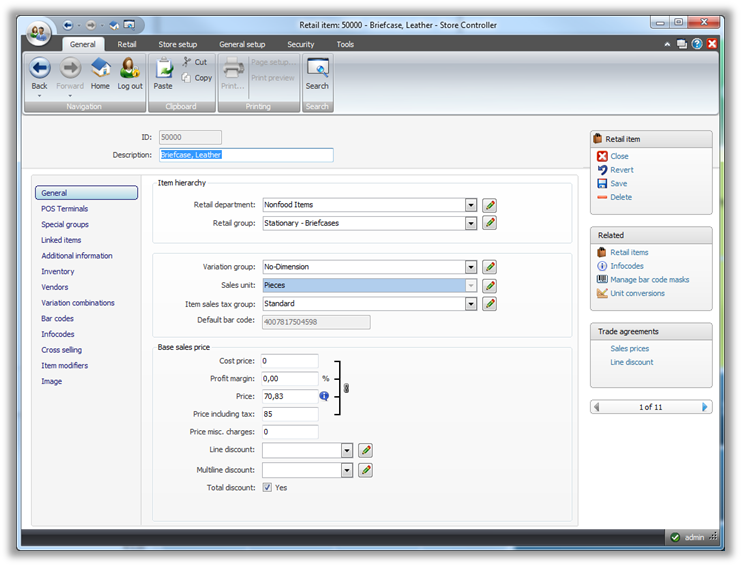 Retail item: 50000 - Briefcase, Leather - Store Controller
General Retail Store setup General setup Security Tools
Back Forward Home Log out
Navigation
Paste Cut
Copy
Clipboard
Print... Page setup...
Print preview
Printing
Search
Search
ID: 50000
Description: Briefcase, Leather
General
POS Terminals
Special groups
Linked items
Additional information
Inventory
Vendors
Variation combinations
Bar codes
Infocodes
Cross selling
Item modifiers
Image
Item hierarchy
Retail department: Nonfood Items
Retail group: Stationary - Briefcases
Variation group: No-Dimension
Sales unit: Pieces
Item sales tax group: Standard
Default bar code: 4007817504598
Base sales price
Cost price: 0
Profit margin: 0,00 %
Price: 70,83
Price including tax: 85
Price misc. charges: 0
Line discount:
Multiline discount:
Total discount: Yes
Retail item
Close
Revert
Save
Delete
Related
Retail items
Infocodes
Manage bar code masks
Unit conversions
Trade agreements
Sales prices
Line discount
1 of 11
admin